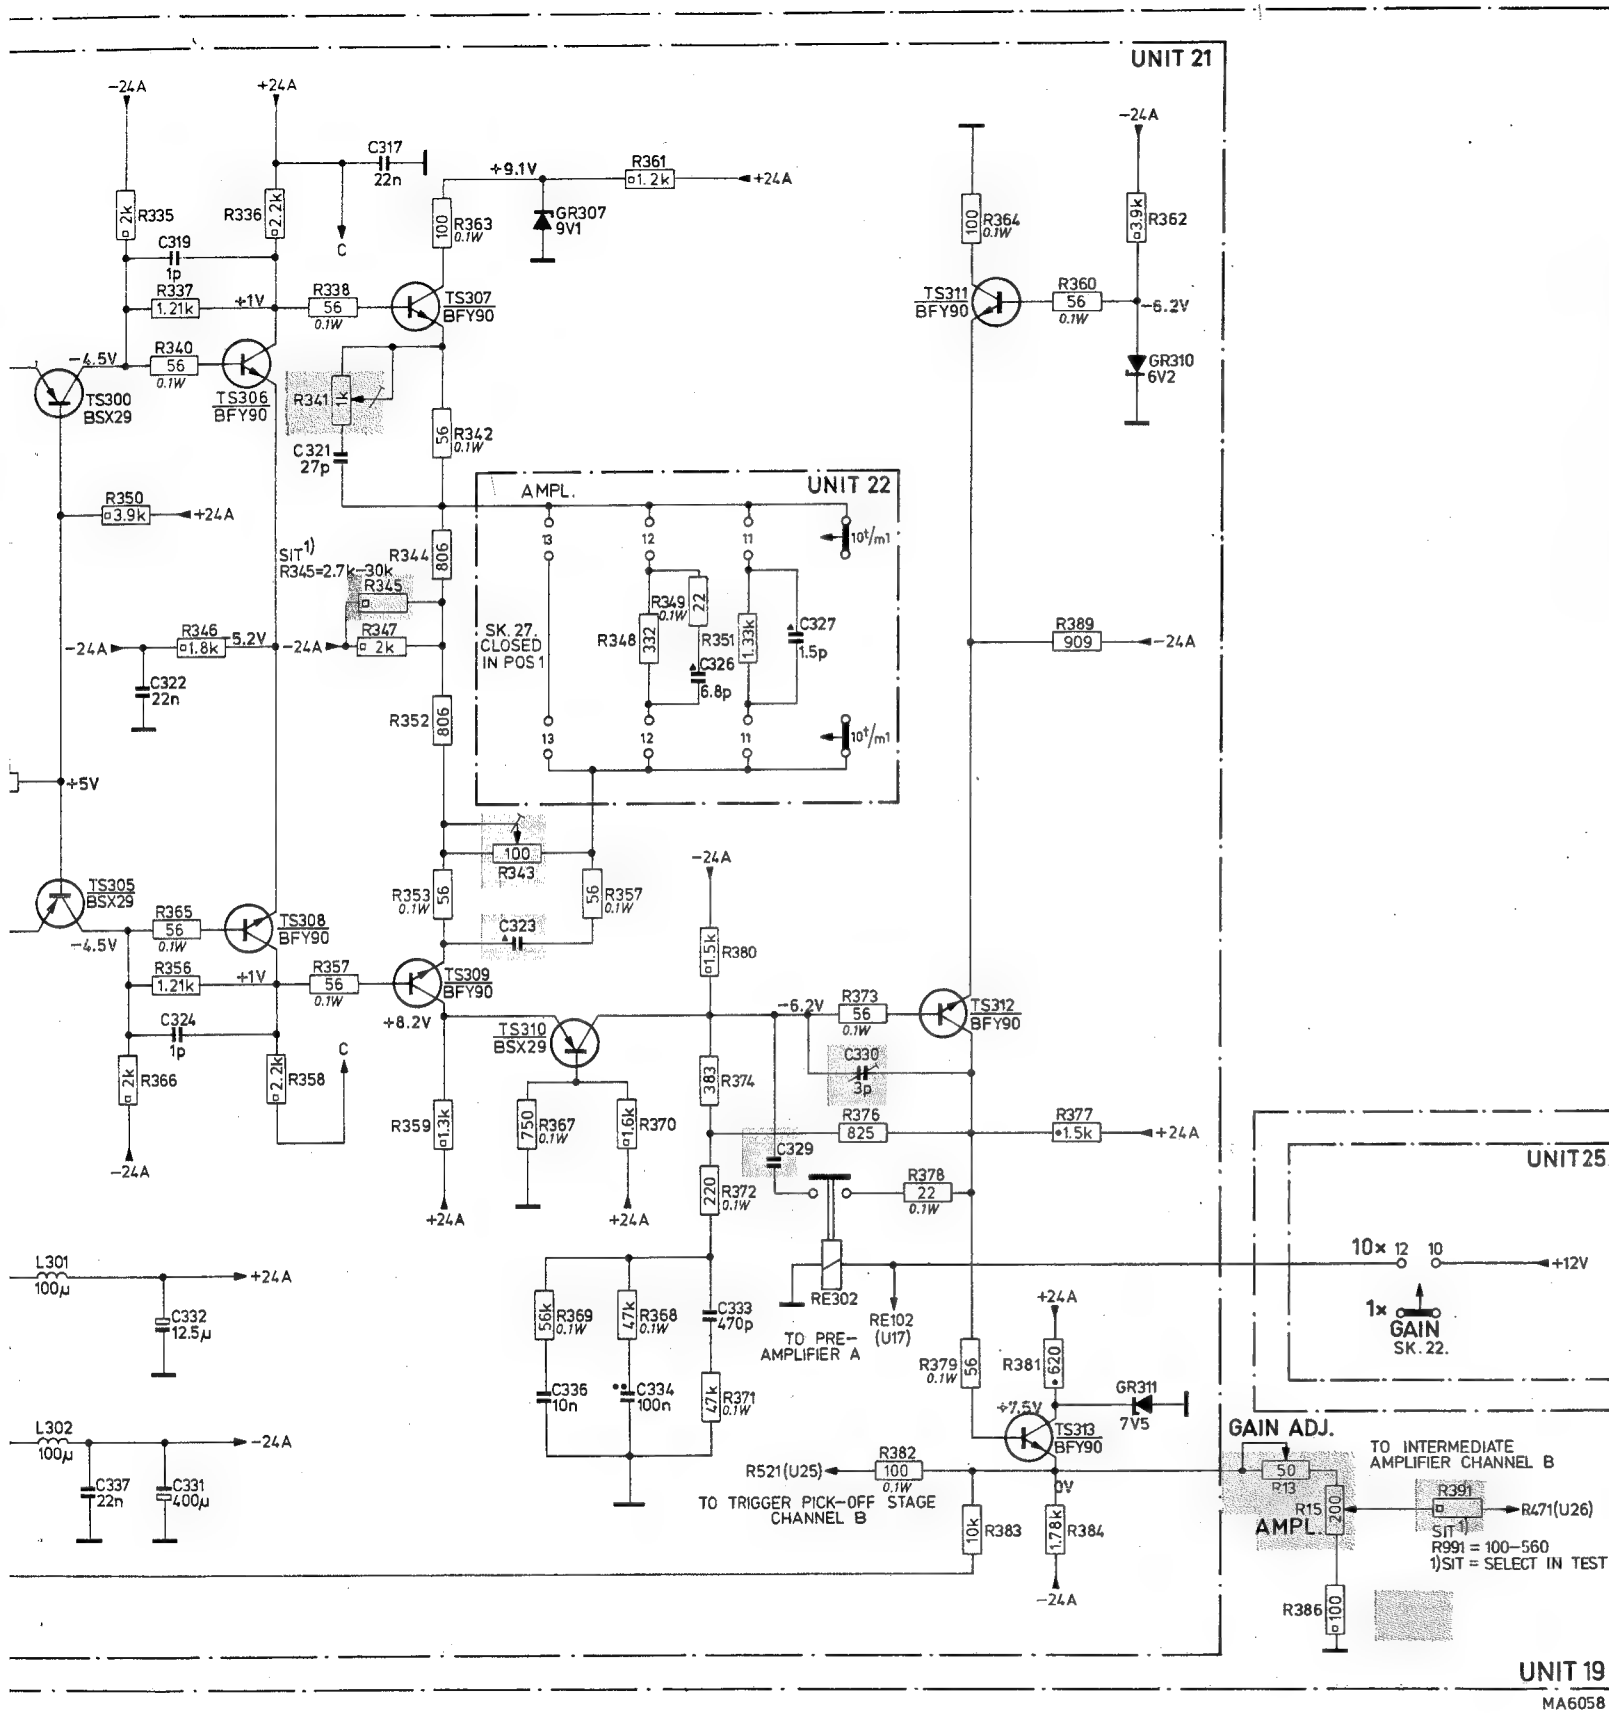 UNIT 21
-24A
+24A
-24A
C317
22n
+9.1V
R361
1.2k
+24A
R335
2k
R336
2.2k
C
100
R363
0.1W
GR307
9V1
100
R364
0.1W
3.9k
R362
C319
1p
R337
1.21k
+1V
R338
56
0.1W
TS307
BFY90
TS311
BFY90
R360
56
0.1W
-6.2V
-4.5V
R340
56
0.1W
TS300
BSX29
TS306
BFY90
R341
1k
GR310
6V2
56
R342
0.1W
C321
27p
AMPL.
UNIT 22
R350
3.9k
+24A
13
12
11
10t/m1
SIT1)
R345=2.7k-30k
R344
806
R345
R349
0.1W
22
R346
1.8k
-5.2V
-24A
-24A
R347
2k
SK. 27.
CLOSED
IN POS 1
R348
332
R351
1.33k
C327
1.5p
R389
909
-24A
C322
22n
C326
6.8p
R352
806
13
12
11
10t/m1
+5V
100
R343
-24A
TS305
BSX29
R353
0.1W
56
56
R357
0.1W
R365
56
0.1W
-4.5V
TS308
BFY90
C323
1.5k
R380
R356
1.21k
+1V
R357
56
0.1W
TS309
BFY90
+8.2V
-6.2V
R373
56
0.1W
TS312
BFY90
C324
1p
C
TS310
BSX29
C330
3p
2k
R366
2.2k
R358
383
R374
R359
1.3k
750
R367
0.1W
1.6k
R370
R376
825
R377
1.5k
+24A
C329
-24A
UNIT25
220
R372
0.1W
R378
22
0.1W
+24A
+24A
L301
100µ
+24A
10x
12
10
+12V
C332
12.5µ
56k
R369
0.1W
47k
R368
0.1W
C333
470p
RE302
RE102
(U17)
TO PRE-
AMPLIFIER A
+24A
1x
GAIN
SK. 22.
R379
0.1W
56
R381
620
C336
10n
C334
100n
47k
R371
0.1W
GR311
7V5
+7.5V
TS313
BFY90
L302
100µ
-24A
GAIN ADJ.
TO INTERMEDIATE
AMPLIFIER CHANNEL B
R521(U25)
R382
100
0.1W
50
R13
C337
22n
C331
400µ
TO TRIGGER PICK-OFF STAGE
CHANNEL B
0V
R391
R15
200
AMPL.
R471(U26)
10k
R383
1.78k
R384
SIT1)
R991 = 100-560
1)SIT = SELECT IN TEST
-24A
R386
100
UNIT 19
MA6058